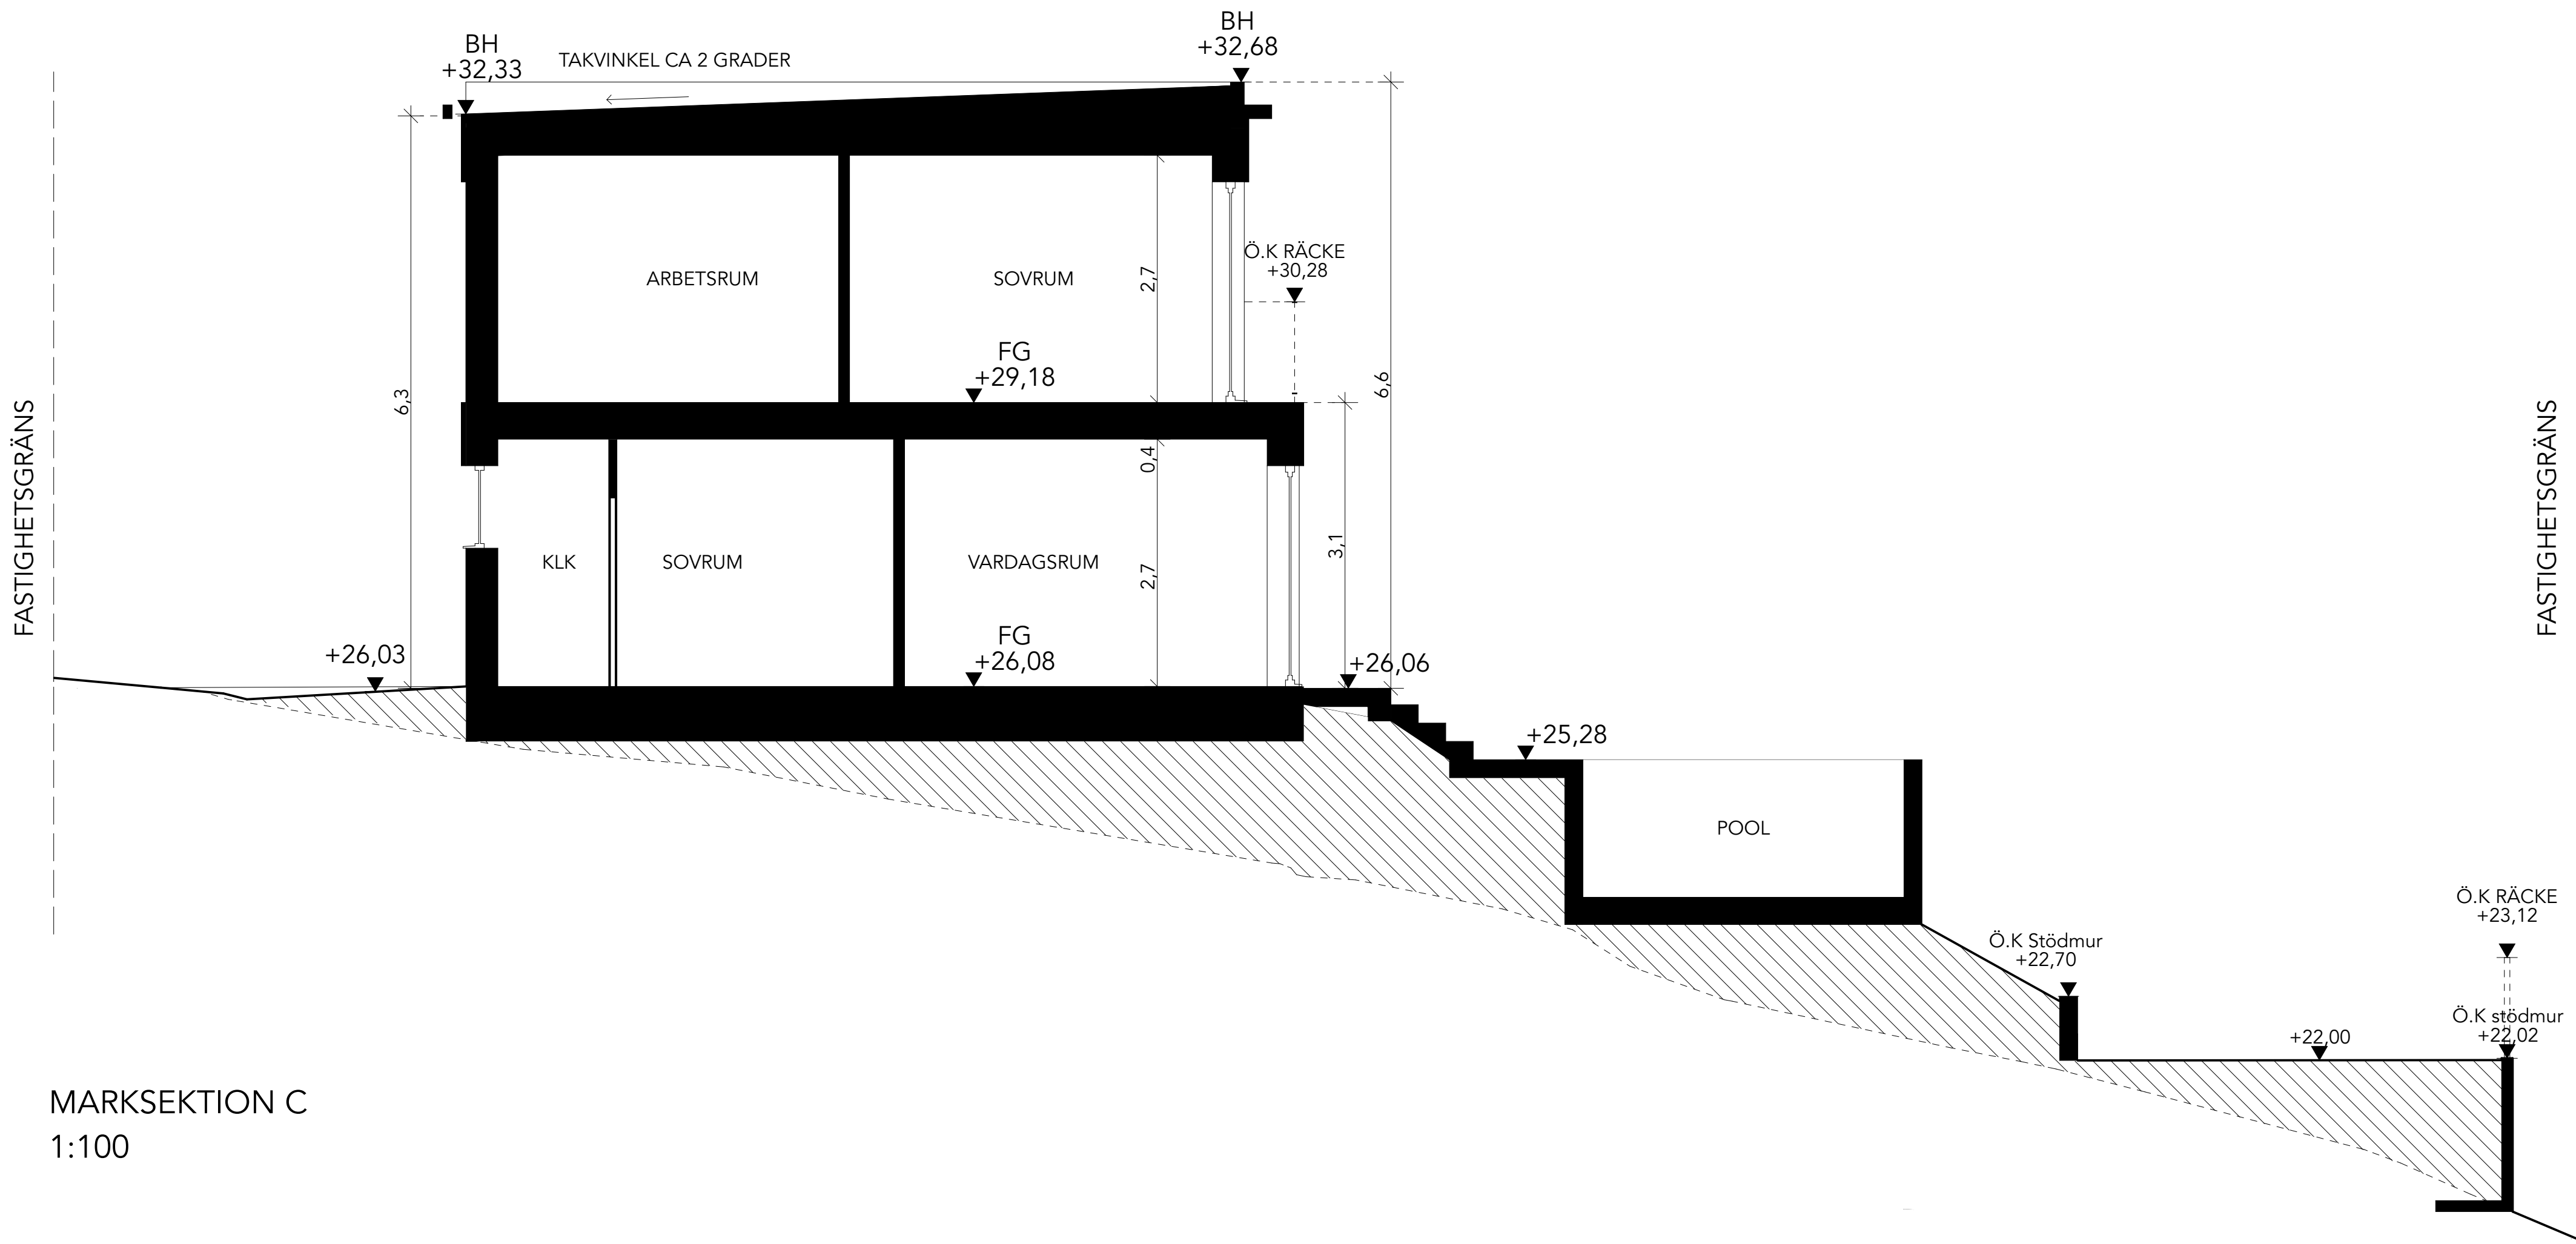 BH
+32,68
BH
+32,33
TAKVINKEL CA 2 GRADER
Ö.K RÄCKE
+30,28
ARBETSRUM
SOVRUM
2,7
FG
+29,18
6,3
6,6
FASTIGHETSGRÄNS
FASTIGHETSGRÄNS
0,4
3,1
KLK
SOVRUM
VARDAGSRUM
2,7
FG
+26,08
+26,03
+26,06
+25,28
POOL
Ö.K RÄCKE
+23,12
Ö.K Stödmur
+22,70
Ö.K stödmur
+22,02
+22,00
MARKSEKTION C
1:100